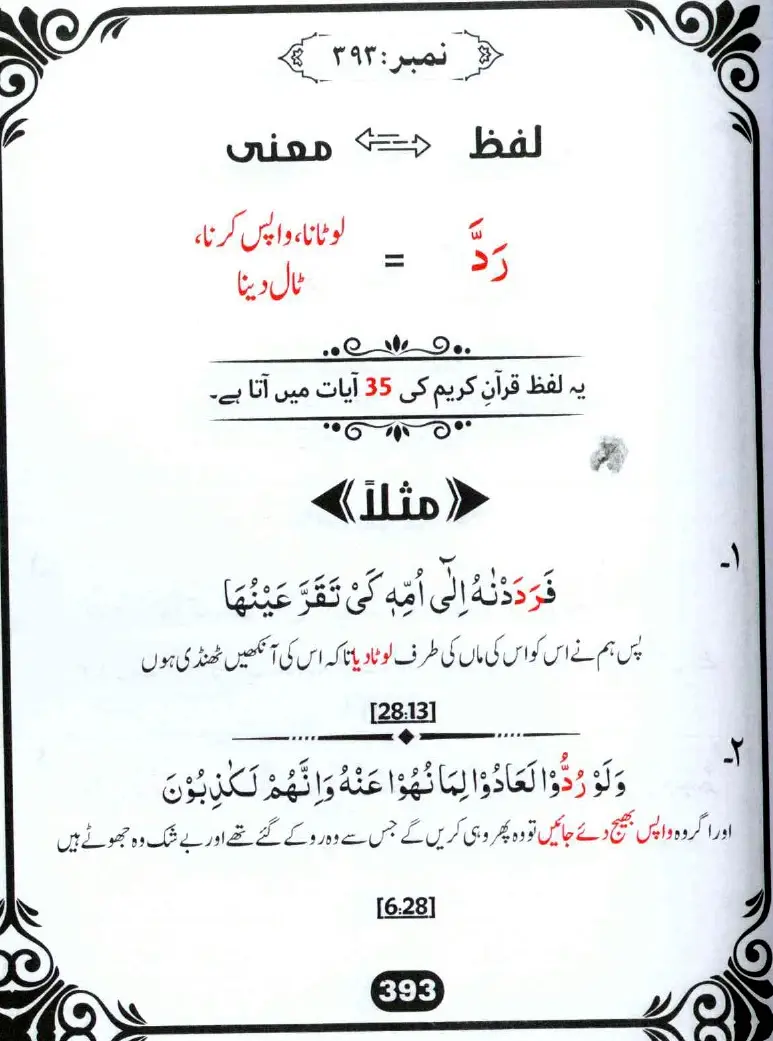 نمبر: ۳۹۳
لفظ ⇐⇒ معنی
رَدَّ = لوٹانا، واپس کرنا،
ٹال دینا
یہ لفظ قرآنِ کریم کی 35 آیات میں آتا ہے۔
مثلاً
۱۔
فَرَدَدْنٰهُ اِلٰٓى اُمِّهٖ كَىْ تَقَرَّ عَيْنُهَا
پس ہم نے اس کو اس کی ماں کی طرف لوٹا دیا تا کہ اس کی آنکھیں ٹھنڈی ہوں
[28:13]
۲۔
وَلَوْ رُدُّوْا لَعَادُوْا لِمَا نُهُوْا عَنْهُ وَاِنَّهُمْ لَكٰذِبُوْنَ
اور اگر وہ واپس بھیج دئے جائیں تو وہ پھر وہی کریں گے جس سے وہ روکے گئے تھے اور بے شک وہ جھوٹے ہیں
[6:28]
393